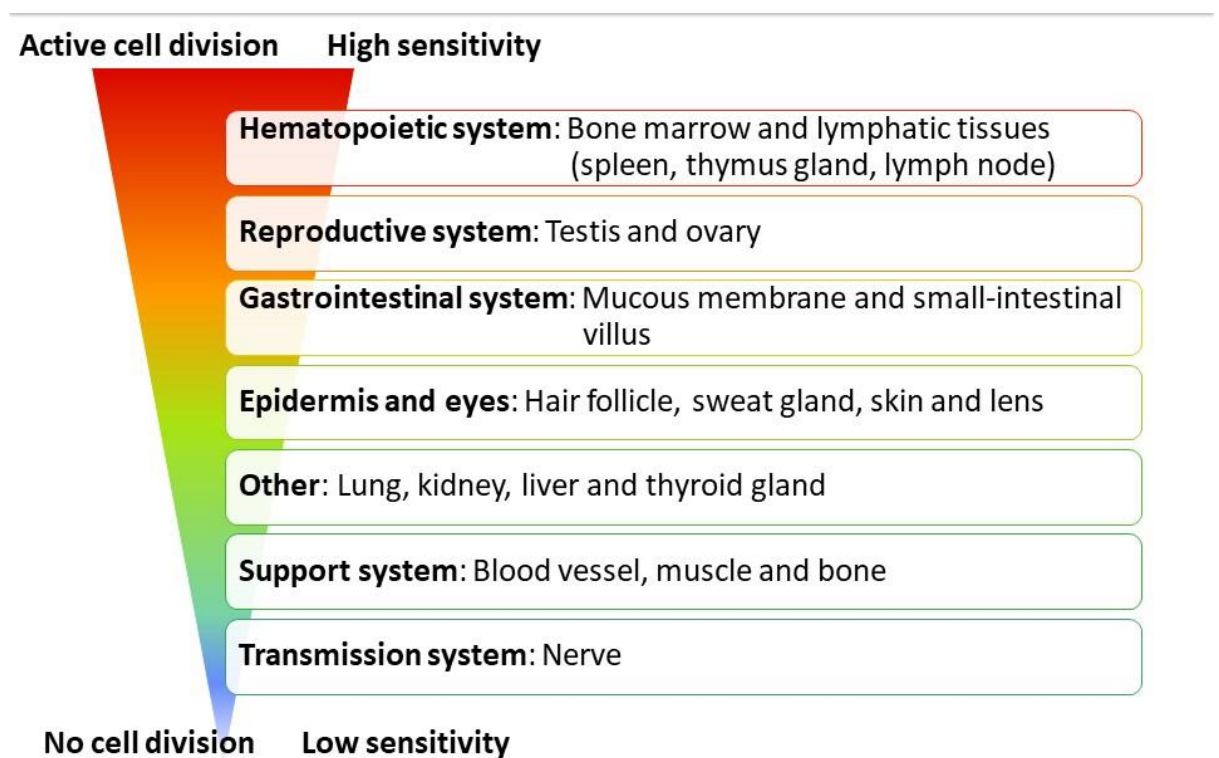 Active cell division High sensitivity
Hematopoietic system: Bone marrow and lymphatic tissues
(spleen, thymus gland, lymph node)
Reproductive system: Testis and ovary
Gastrointestinal system: Mucous membrane and small-intestinal
villus
Epidermis and eyes: Hair follicle, sweat gland, skin and lens
Other: Lung, kidney, liver and thyroid gland
Support system: Blood vessel, muscle and bone
Transmission system: Nerve
No cell division Low sensitivity